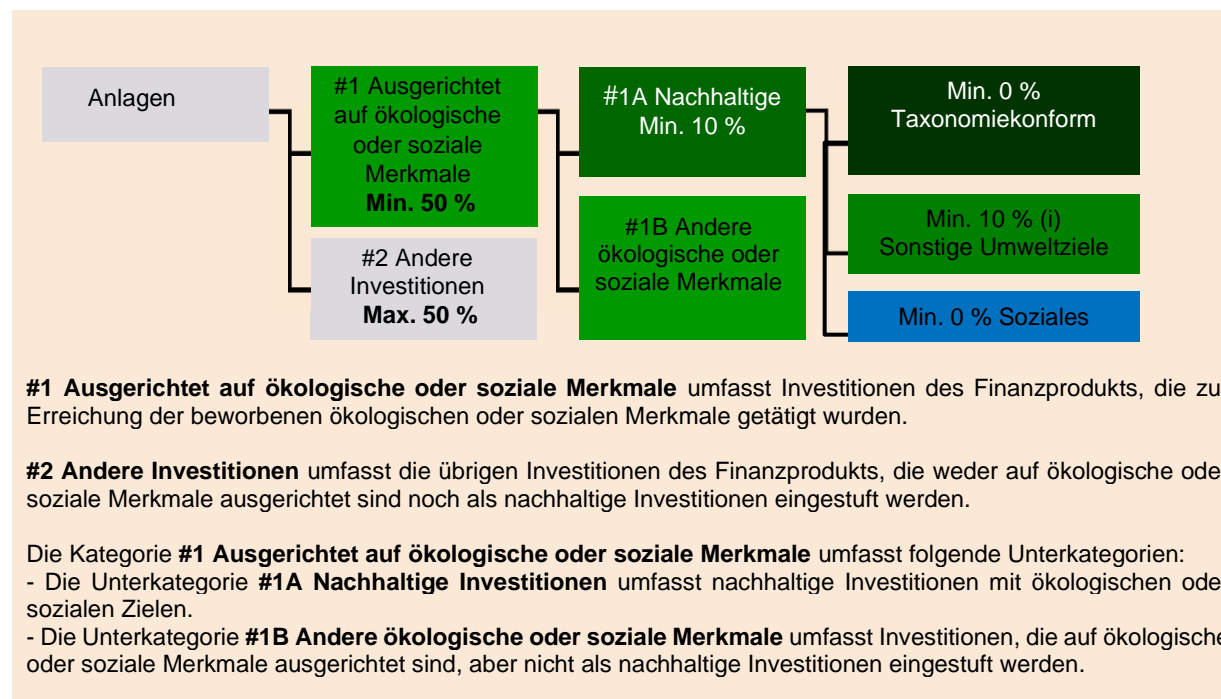 Anlagen
#1 Ausgerichtet
auf ökologische
oder soziale
Merkmale
Min. 50 %
#2 Andere
Investitionen
Max. 50 %
#1A Nachhaltige
Min. 10 %
#1B Andere
ökologische oder
soziale Merkmale
Min. 0 %
Taxonomiekonform
Min. 10 % (i)
Sonstige Umweltziele
Min. 0 % Soziales
#1 Ausgerichtet auf ökologische oder soziale Merkmale umfasst Investitionen des Finanzprodukts, die zu
Erreichung der beworbenen ökologischen oder sozialen Merkmale getätigt wurden.
#2 Andere Investitionen umfasst die übrigen Investitionen des Finanzprodukts, die weder auf ökologische ode
soziale Merkmale ausgerichtet sind noch als nachhaltige Investitionen eingestuft werden.
Die Kategorie #1 Ausgerichtet auf ökologische oder soziale Merkmale umfasst folgende Unterkategorien:
- Die Unterkategorie #1A Nachhaltige Investitionen umfasst nachhaltige Investitionen mit ökologischen ode
sozialen Zielen.
- Die Unterkategorie #1B Andere ökologische oder soziale Merkmale umfasst Investitionen, die auf ökologische
oder soziale Merkmale ausgerichtet sind, aber nicht als nachhaltige Investitionen eingestuft werden.